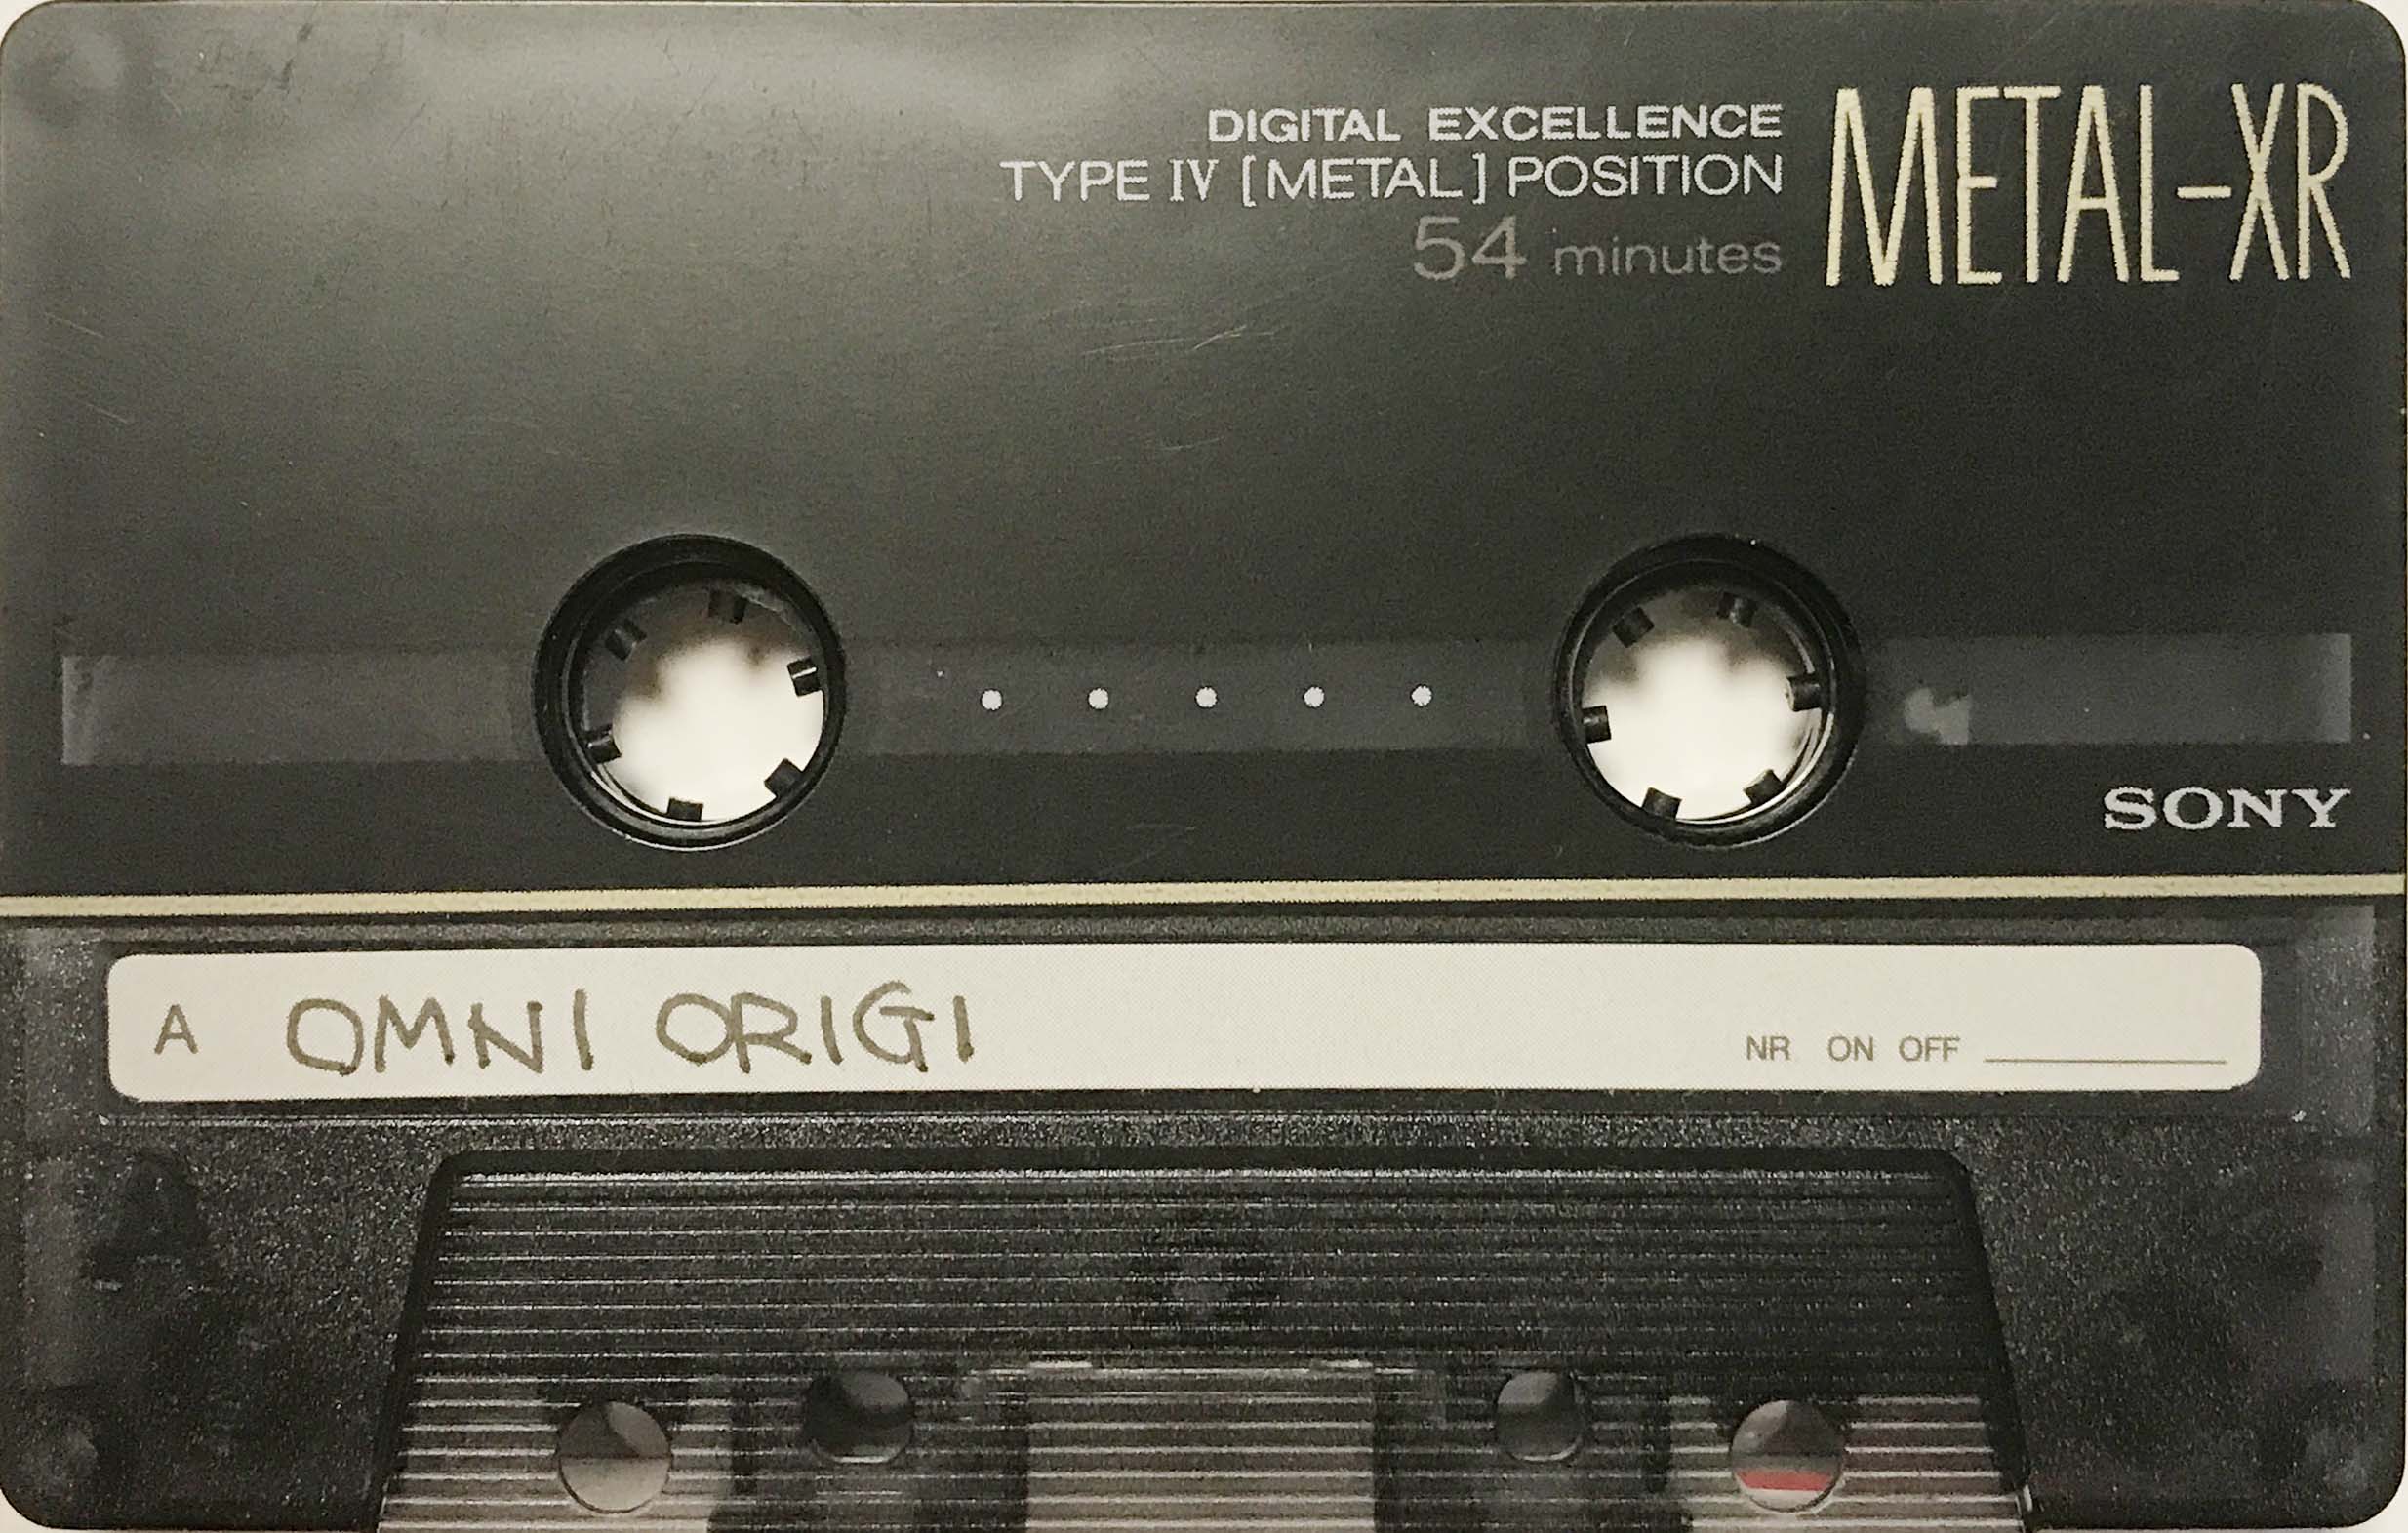 DIGITAL EXCELLENCE
TYPE IV [METAL] POSITION
54 minutes
METAL-XR
SONY
A OMNI ORIGI
NR ON OFF